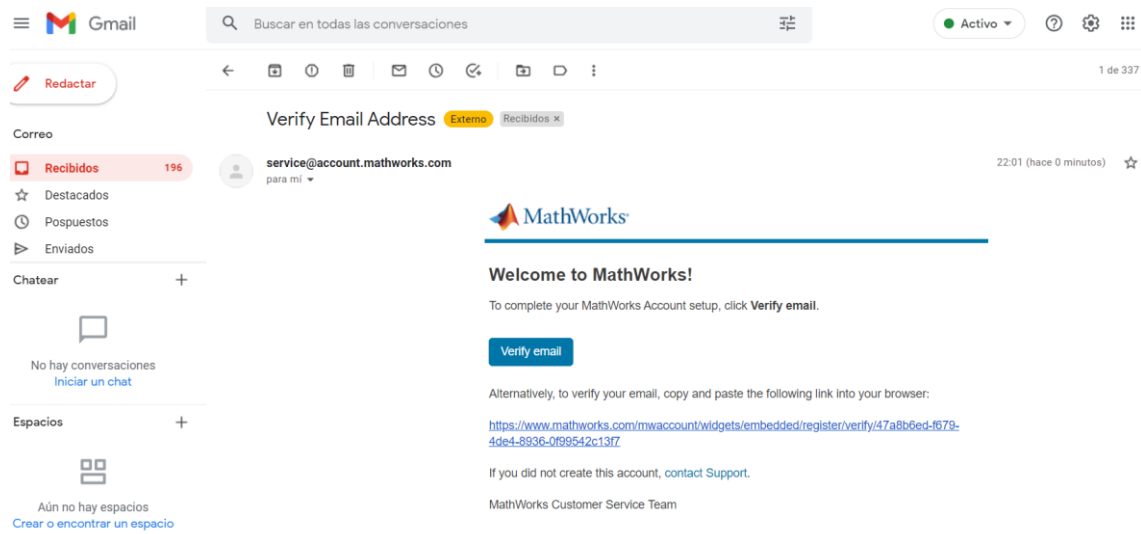 Gmail
Buscar en todas las conversaciones
Activo
Redactar
1 de 337
Correo
Recibidos 196
Destacados
Pospuestos
Enviados
Chatear
No hay conversaciones
Iniciar un chat
Espacios
Aún no hay espacios
Crear o encontrar un espacio
Verify Email Address Externo Recibidos ×
service@account.mathworks.com 22:01 (hace 0 minutos)
para mí
MathWorks®
Welcome to MathWorks!
To complete your MathWorks Account setup, click Verify email.
Verify email
Alternatively, to verify your email, copy and paste the following link into your browser:
https://www.mathworks.com/mwaccount/widgets/embedded/register/verify/47a8b6ed-f679-
4de4-8936-0f99542c13f7
If you did not create this account, contact Support.
MathWorks Customer Service Team